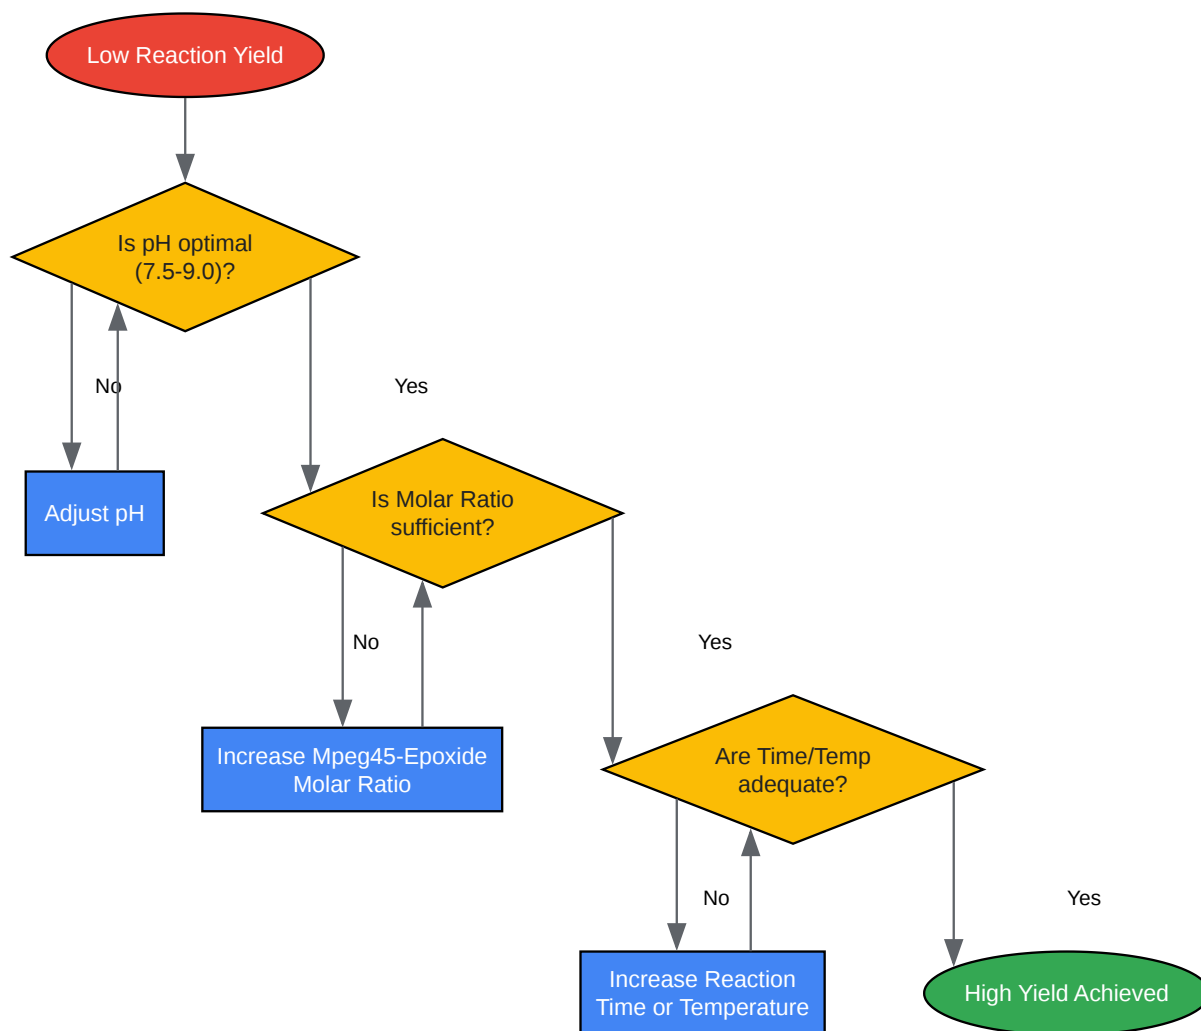 Low Reaction Yield
Is pH optimal
(7.5-9.0)?
No
Yes
Adjust pH
Is Molar Ratio
sufficient?
No
Yes
Increase Mpeg45-Epoxide
Molar Ratio
Are Time/Temp
adequate?
No
Yes
Increase Reaction
Time or Temperature
High Yield Achieved